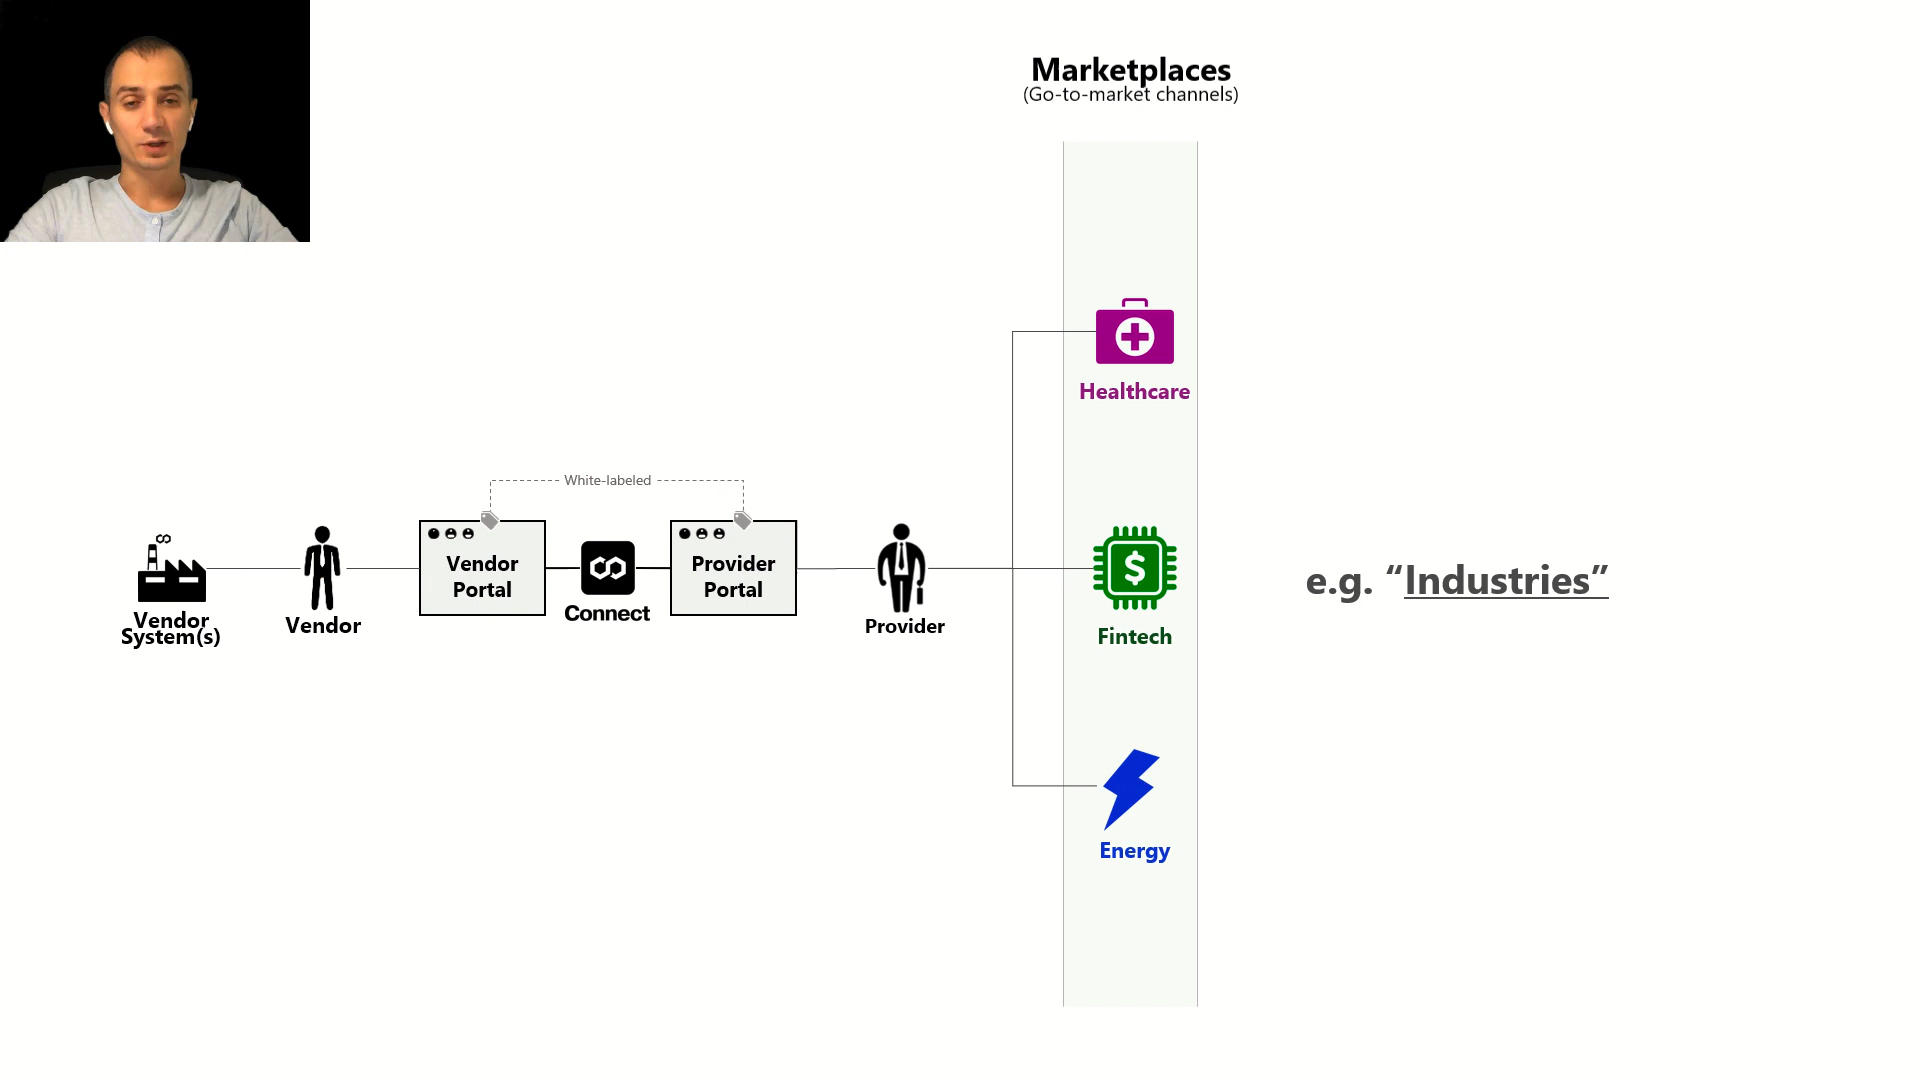 Marketplaces
(Go-to-market channels)
Healthcare
White-labeled
Vendor
Portal
Provider
Portal
Connect
Vendor
System(s)
Vendor
Provider
$
Fintech
e.g. “Industries”
Energy